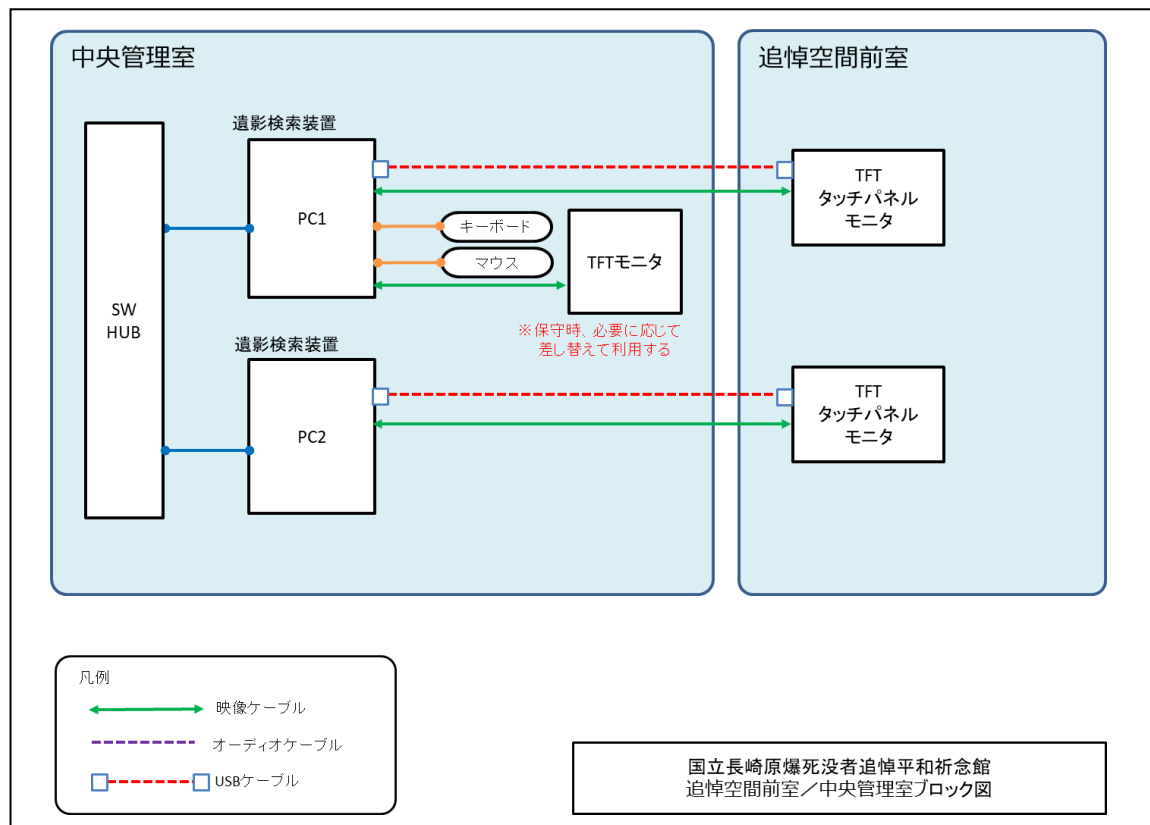 中央管理室
追悼空間前室
遺影検索装置
PC1
キーボード
マウス
TFTモニタ
※保守時、必要に応じて
差し替えて利用する
TFT
タッチパネル
モニタ
SW
HUB
遺影検索装置
PC2
TFT
タッチパネル
モニタ
凡例
映像ケーブル
オーディオケーブル
USBケーブル
国立長崎原爆死没者追悼平和祈念館
追悼空間前室／中央管理室ブロック図